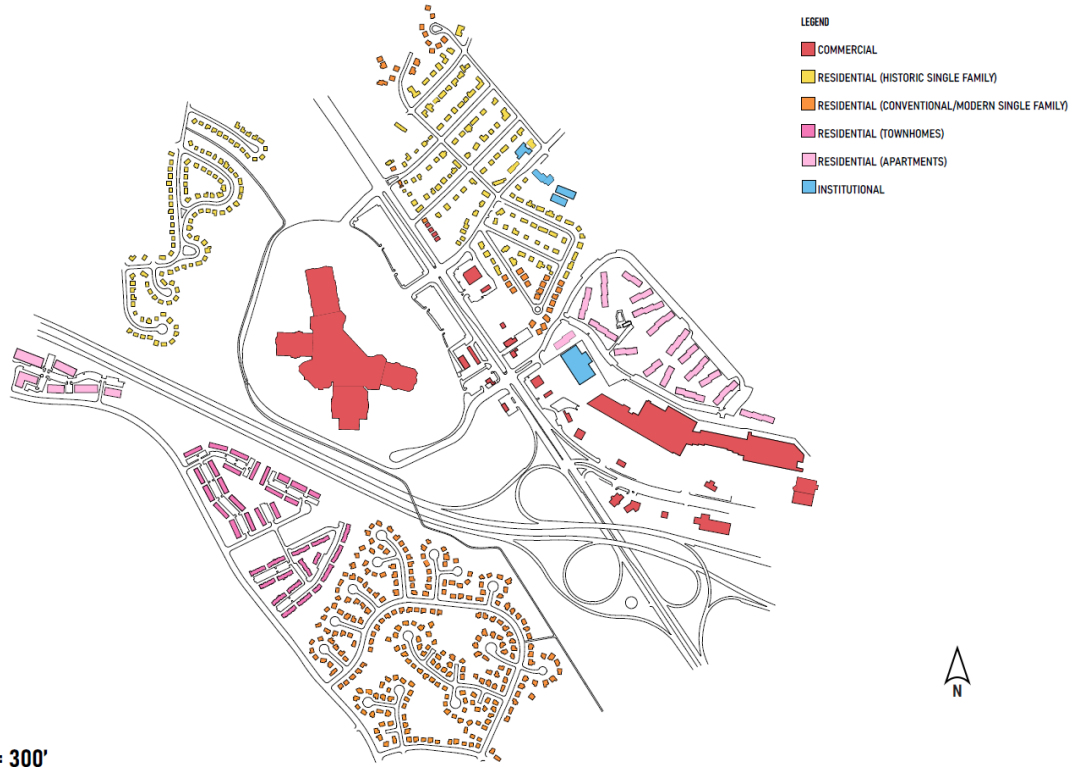 LEGEND
COMMERCIAL
RESIDENTIAL (HISTORIC SINGLE FAMILY)
RESIDENTIAL (CONVENTIONAL/MODERN SINGLE FAMILY)
RESIDENTIAL (TOWNHOMES)
RESIDENTIAL (APARTMENTS)
INSTITUTIONAL
N
= 300'